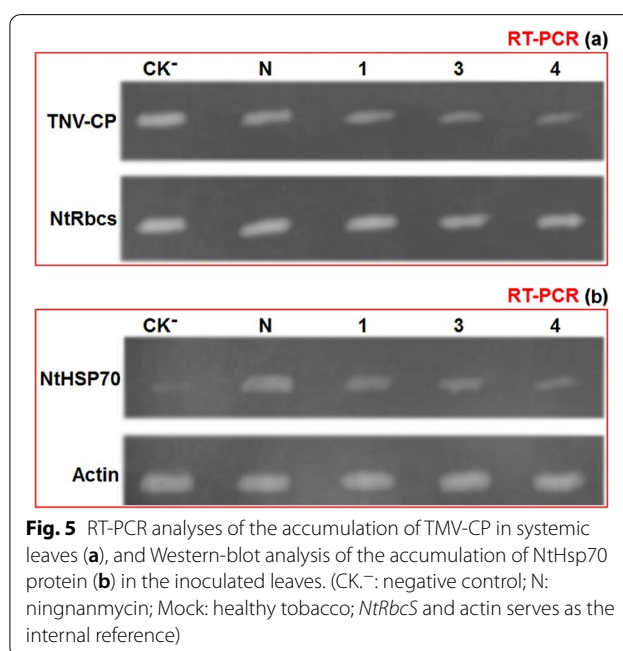 RT-PCR (a)
CK⁻ N 1 3 4
TNV-CP
NtRbcs
RT-PCR (b)
CK⁻ N 1 3 4
NtHSP70
Actin
Fig. 5 RT-PCR analyses of the accumulation of TMV-CP in systemic
leaves (a), and Western-blot analysis of the accumulation of NtHsp70
protein (b) in the inoculated leaves. (CK.⁻: negative control; N:
ningnanmycin; Mock: healthy tobacco; NtRbcS and actin serves as the
internal reference)